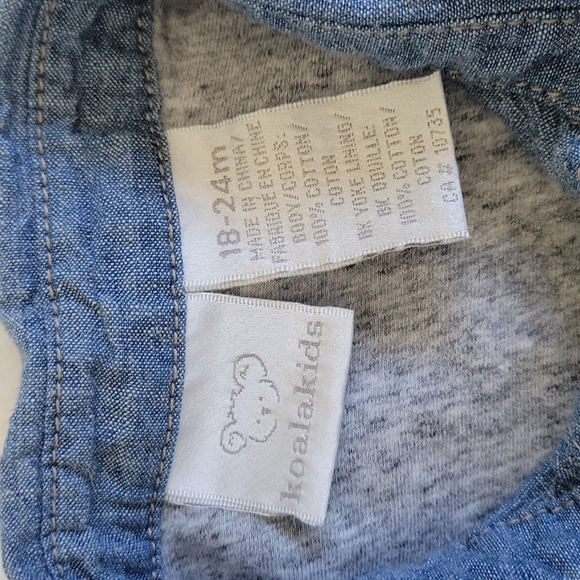 18-24m
MADE IN CHINA/
FABRIQUÉ EN CHINE
BODY/CORPS:
100% COTTON/
COTON
BK YOKE LINING/
BK DOUILLE:
100% COTTON/
COTON
CA# 10735
koalakids